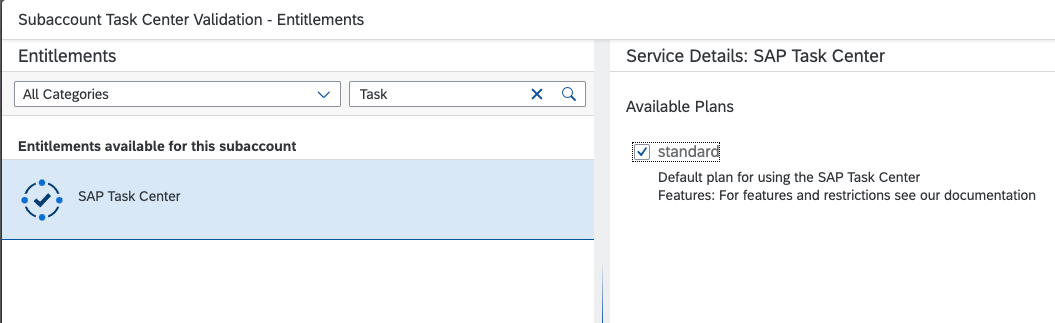 Subaccount Task Center Validation - Entitlements
Entitlements
All Categories
Task
Entitlements available for this subaccount
SAP Task Center
Service Details: SAP Task Center
Available Plans
standard
Default plan for using the SAP Task Center
Features: For features and restrictions see our documentation